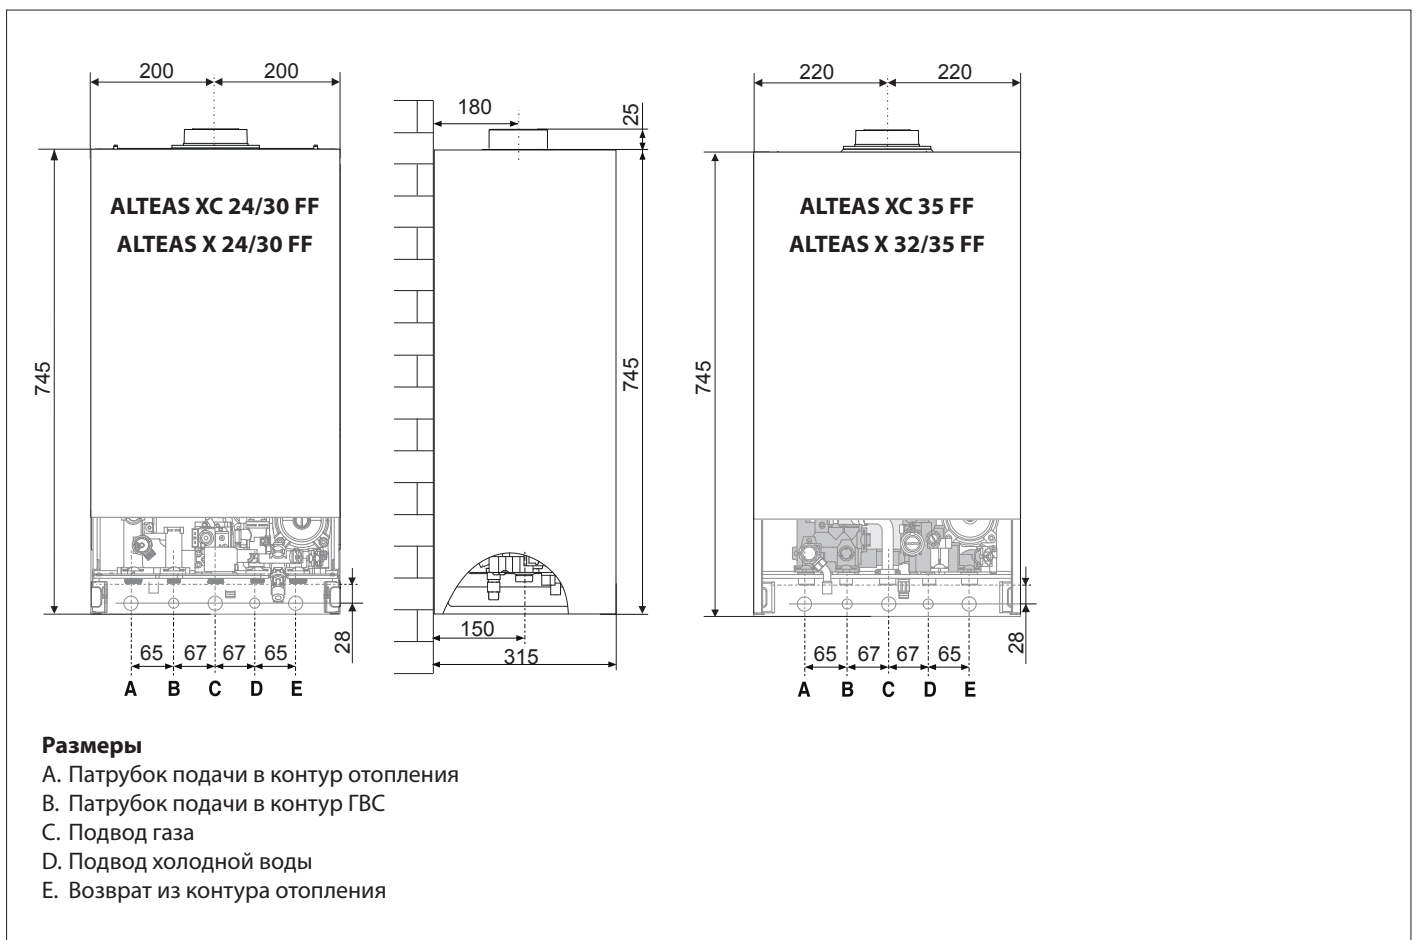 200 200
180
25
220 220
ALTEAS XC 24/30 FF
ALTEAS X 24/30 FF
ALTEAS XC 35 FF
ALTEAS X 32/35 FF
745
745
745
150
315
28
65 67 67 65
A B C D E
28
65 67 67 65
A B C D E
Размеры
A. Патрубок подачи в контур отопления
B. Патрубок подачи в контур ГВС
C. Подвод газа
D. Подвод холодной воды
E. Возврат из контура отопления